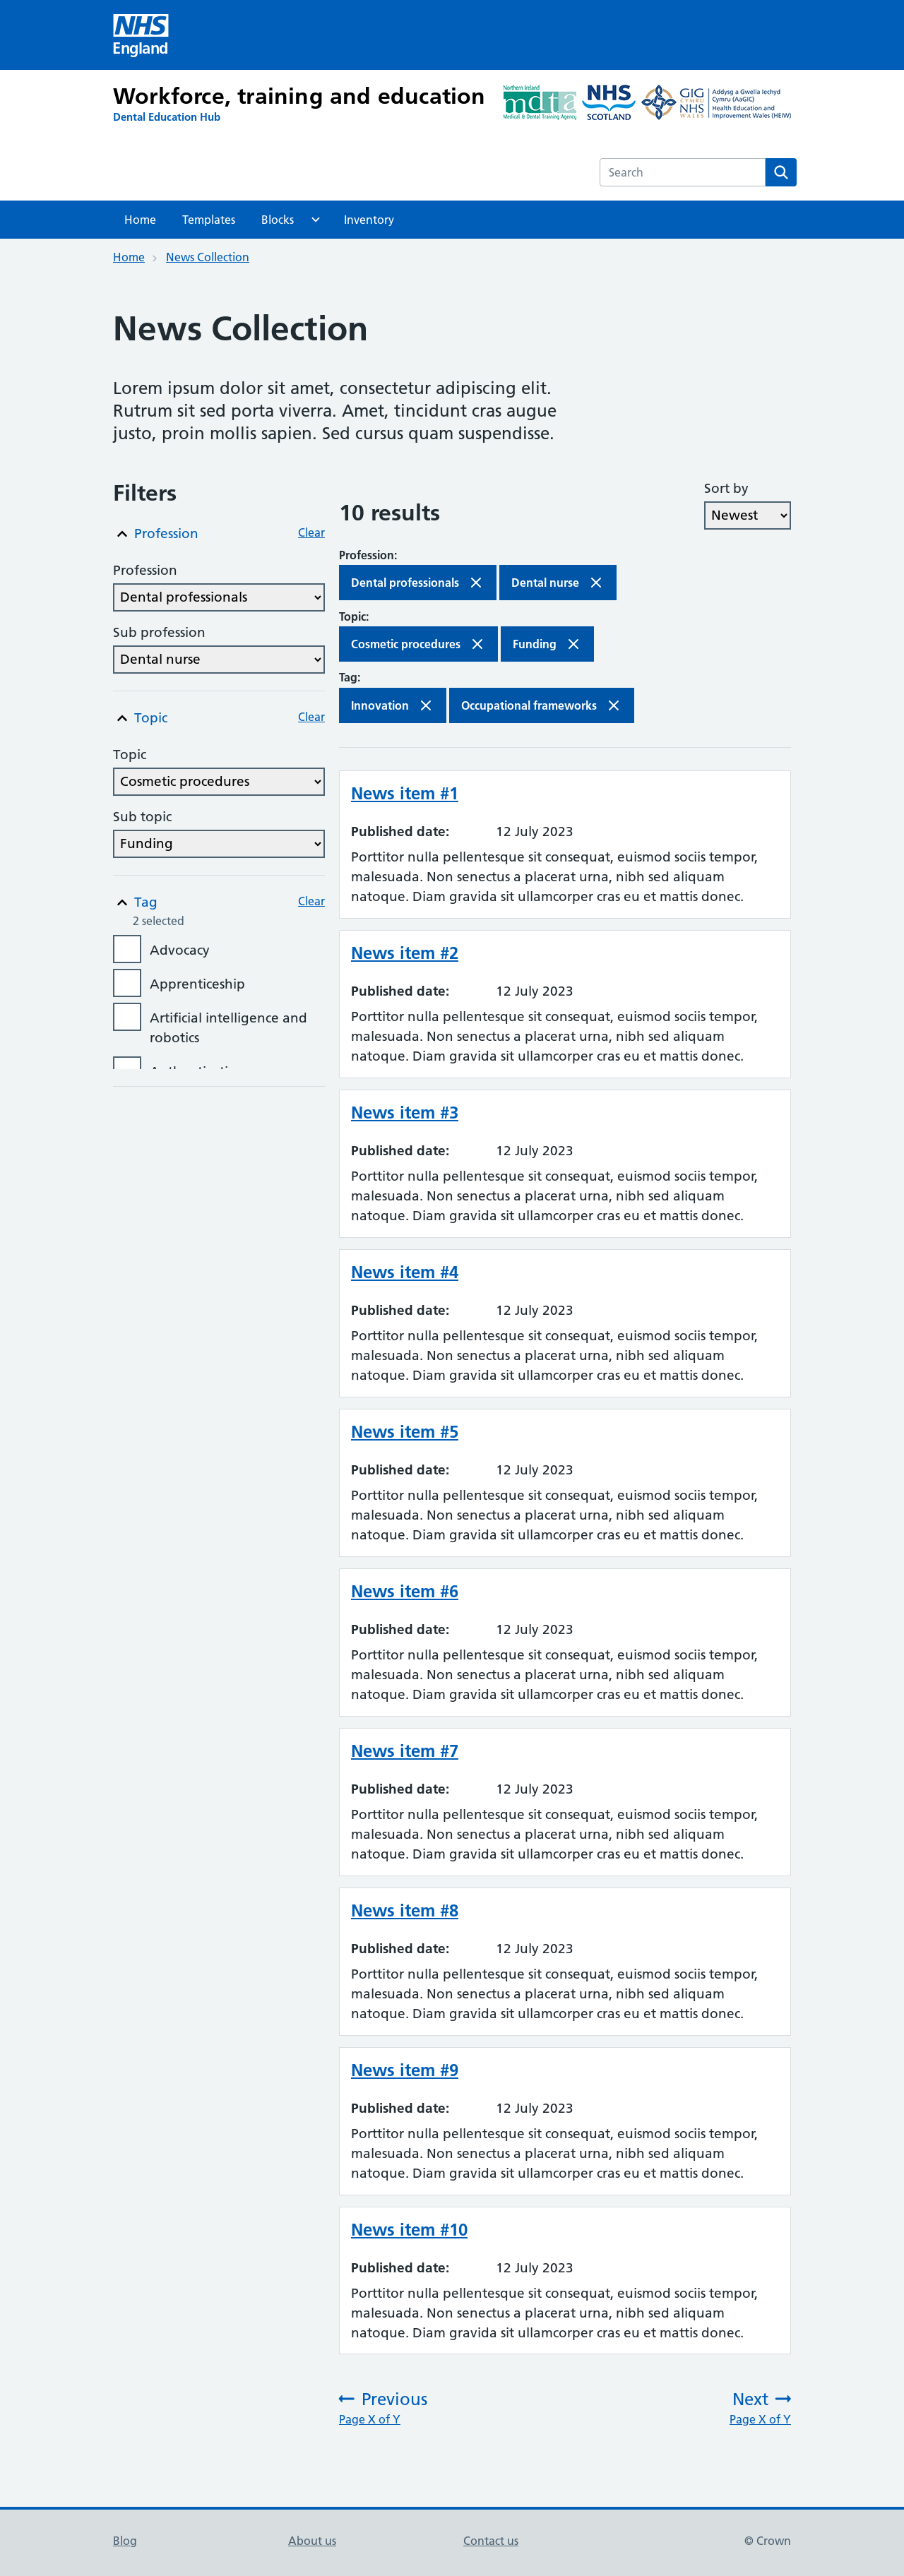 NHS
England
Workforce, training and education
Dental Education Hub
Northern Ireland
mdta
Medical & Dental Training Agency
NHS
SCOTLAND
GIG
CYMRU
NHS
WALES
Addysg a Gwella Iechyd
Cymru (AaGIC)
Health Education and
Improvement Wales (HEIW)
Search
Home Templates Blocks Inventory
Home News Collection
News Collection
Lorem ipsum dolor sit amet, consectetur adipiscing elit.
Rutrum sit sed porta viverra. Amet, tincidunt cras augue
justo, proin mollis sapien. Sed cursus quam suspendisse.
Filters
Profession Clear
Profession
Dental professionals
Sub profession
Dental nurse
Topic Clear
Topic
Cosmetic procedures
Sub topic
Funding
Tag Clear
2 selected
Advocacy
Apprenticeship
Artificial intelligence and
robotics
10 results
Sort by
Newest
Profession:
Dental professionals Dental nurse
Topic:
Cosmetic procedures Funding
Tag:
Innovation Occupational frameworks
News item #1
Published date: 12 July 2023
Porttitor nulla pellentesque sit consequat, euismod sociis tempor,
malesuada. Non senectus a placerat urna, nibh sed aliquam
natoque. Diam gravida sit ullamcorper cras eu et mattis donec.
News item #2
Published date: 12 July 2023
Porttitor nulla pellentesque sit consequat, euismod sociis tempor,
malesuada. Non senectus a placerat urna, nibh sed aliquam
natoque. Diam gravida sit ullamcorper cras eu et mattis donec.
News item #3
Published date: 12 July 2023
Porttitor nulla pellentesque sit consequat, euismod sociis tempor,
malesuada. Non senectus a placerat urna, nibh sed aliquam
natoque. Diam gravida sit ullamcorper cras eu et mattis donec.
News item #4
Published date: 12 July 2023
Porttitor nulla pellentesque sit consequat, euismod sociis tempor,
malesuada. Non senectus a placerat urna, nibh sed aliquam
natoque. Diam gravida sit ullamcorper cras eu et mattis donec.
News item #5
Published date: 12 July 2023
Porttitor nulla pellentesque sit consequat, euismod sociis tempor,
malesuada. Non senectus a placerat urna, nibh sed aliquam
natoque. Diam gravida sit ullamcorper cras eu et mattis donec.
News item #6
Published date: 12 July 2023
Porttitor nulla pellentesque sit consequat, euismod sociis tempor,
malesuada. Non senectus a placerat urna, nibh sed aliquam
natoque. Diam gravida sit ullamcorper cras eu et mattis donec.
News item #7
Published date: 12 July 2023
Porttitor nulla pellentesque sit consequat, euismod sociis tempor,
malesuada. Non senectus a placerat urna, nibh sed aliquam
natoque. Diam gravida sit ullamcorper cras eu et mattis donec.
News item #8
Published date: 12 July 2023
Porttitor nulla pellentesque sit consequat, euismod sociis tempor,
malesuada. Non senectus a placerat urna, nibh sed aliquam
natoque. Diam gravida sit ullamcorper cras eu et mattis donec.
News item #9
Published date: 12 July 2023
Porttitor nulla pellentesque sit consequat, euismod sociis tempor,
malesuada. Non senectus a placerat urna, nibh sed aliquam
natoque. Diam gravida sit ullamcorper cras eu et mattis donec.
News item #10
Published date: 12 July 2023
Porttitor nulla pellentesque sit consequat, euismod sociis tempor,
malesuada. Non senectus a placerat urna, nibh sed aliquam
natoque. Diam gravida sit ullamcorper cras eu et mattis donec.
Previous Next
Page X of Y Page X of Y
Blog About us Contact us © Crown